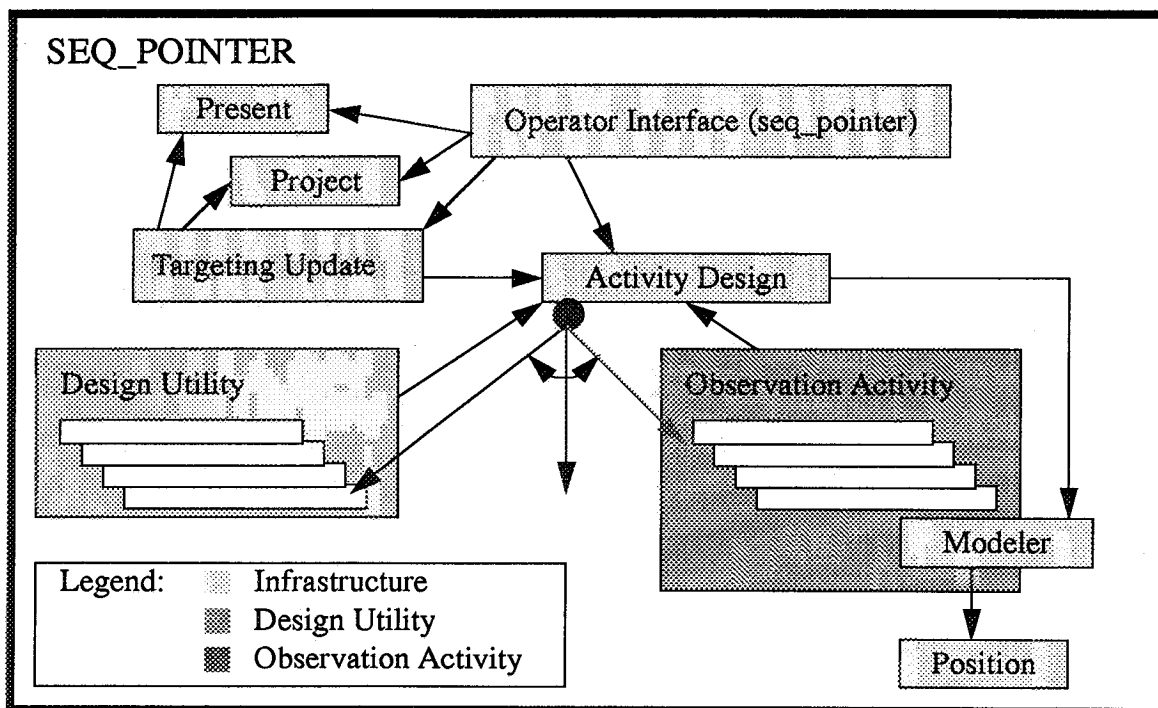 SEQ_POINTER
Present
Operator Interface (seq_pointer)
Project
Targeting Update
Activity Design
Design Utility
Observation Activity
Modeler
Legend:
Infrastructure
Design Utility
Observation Activity
Position